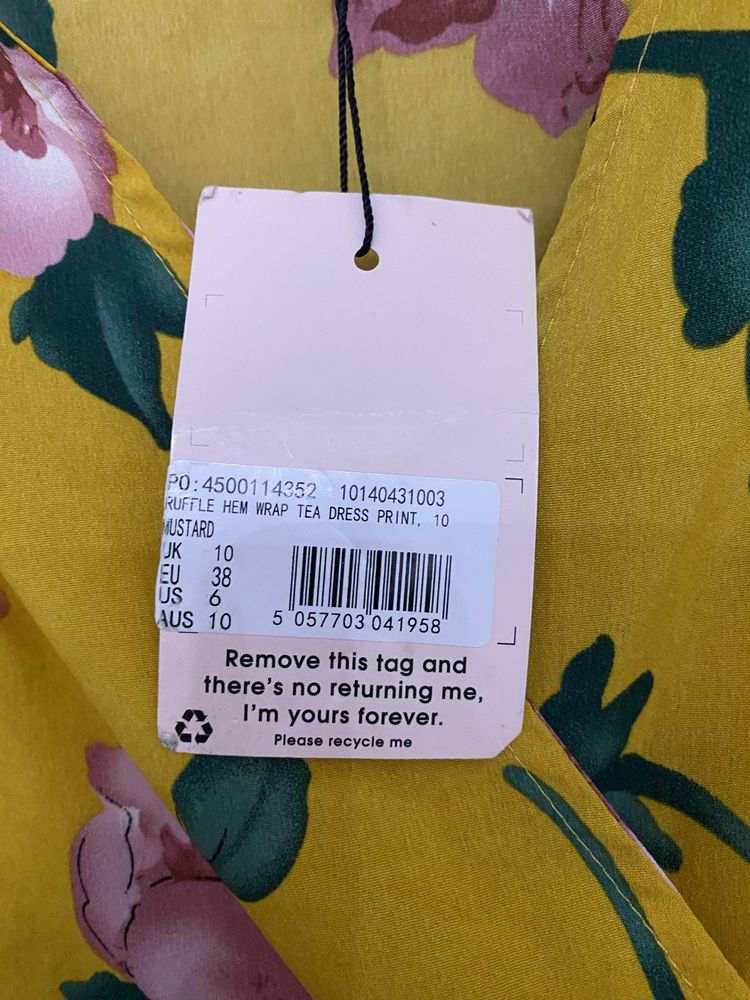 PO:4500114352 10140431003
RUFFLE HEM WRAP TEA DRESS PRINT, 10
MUSTARD
UK 10
EU 38
US 6
AUS 10
5 057703 041958
Remove this tag and
there's no returning me,
I'm yours forever.
Please recycle me